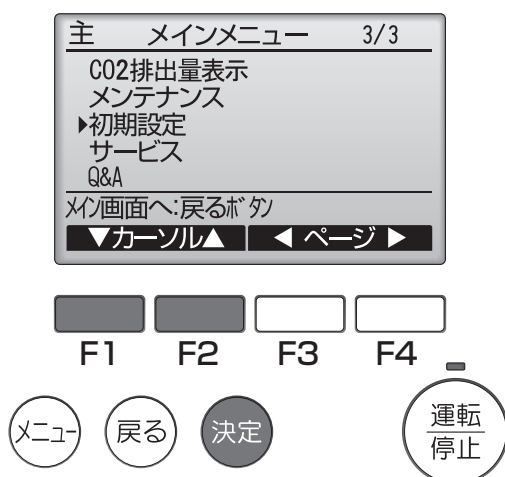 主 メインメニュー 3/3
CO2排出量表示
メンテナンス
▶初期設定
サービス
Q&A
メイン画面へ:戻るボタン
▼カーソル▲ ◀ ページ ▶
F1 F2 F3 F4
メニュー 戻る 決定 運転
停止